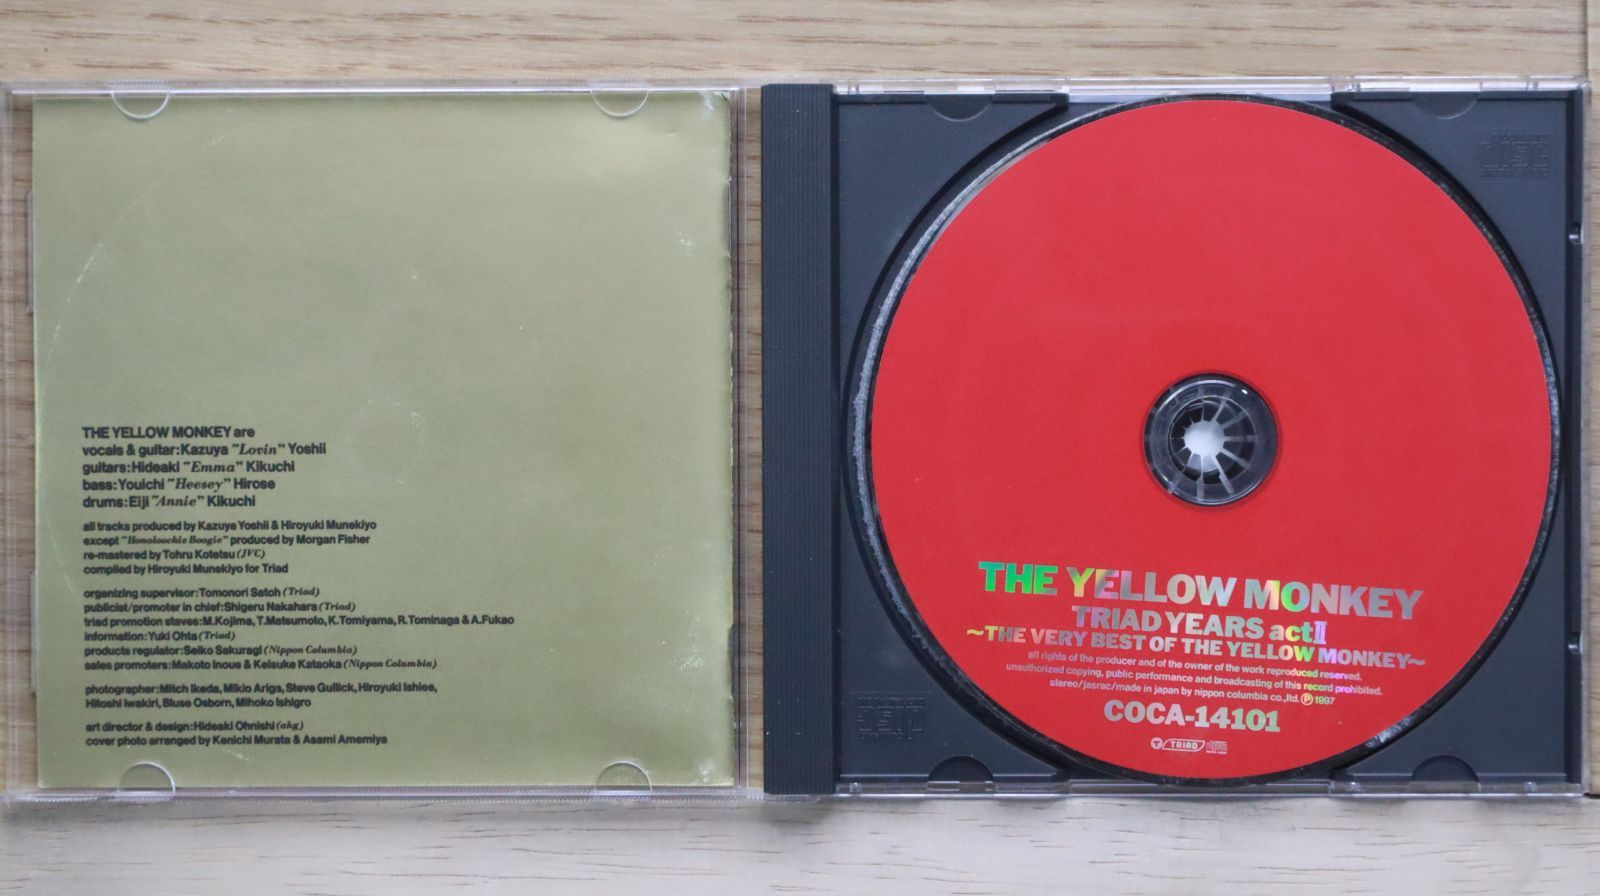 THE YELLOW MONKEY are
vocals & guitar:Kazuya "Lovin" Yoshii
guitars:Hideaki "Emma" Kikuchi
bass:Youichi "Heesey" Hirose
drums:Eiji "Annie" Kikuchi
all tracks produced by Kazuya Yoshii & Hiroyuki Munekiyo
except "Honaloochie Boogie" produced by Morgan Fisher
re-mastered by Tohru Kotetsu (JVC)
compiled by Hiroyuki Munekiyo for Triad
organizing supervisor:Tomonori Satoh (Triad)
publicist/promoter in chief:Shigeru Nakahara (Triad)
triad promotion staves:M.Kojima, T.Matsumoto, K.Tomiyama, R.Tominaga & A.Fukao
information:Yuki Ohta (Triad)
products regulator:Seiko Sakuragi (Nippon Columbia)
sales promoters:Makoto Inoue & Keisuke Kataoka (Nippon Columbia)
photographer:Mitch Ikeda, Mikio Ariga, Steve Gullick, Hiroyuki Ishiee,
Hitoshi Iwakiri, Bluse Osborn, Mihoko Ishigro
art director & design:Hideaki Ohnishi (ahg)
cover photo arranged by Kenichi Murata & Asami Amemiya
THE YELLOW MONKEY
TRIAD YEARS act II
~THE VERY BEST OF THE YELLOW MONKEY~
all rights of the producer and of the owner of the work reproduced reserved.
unauthorized copying, public performance and broadcasting of this record prohibited.
stereo/jasrac/made in japan by nippon columbia co.,ltd. Ⓟ 1997
COCA-14101
T TRIAD